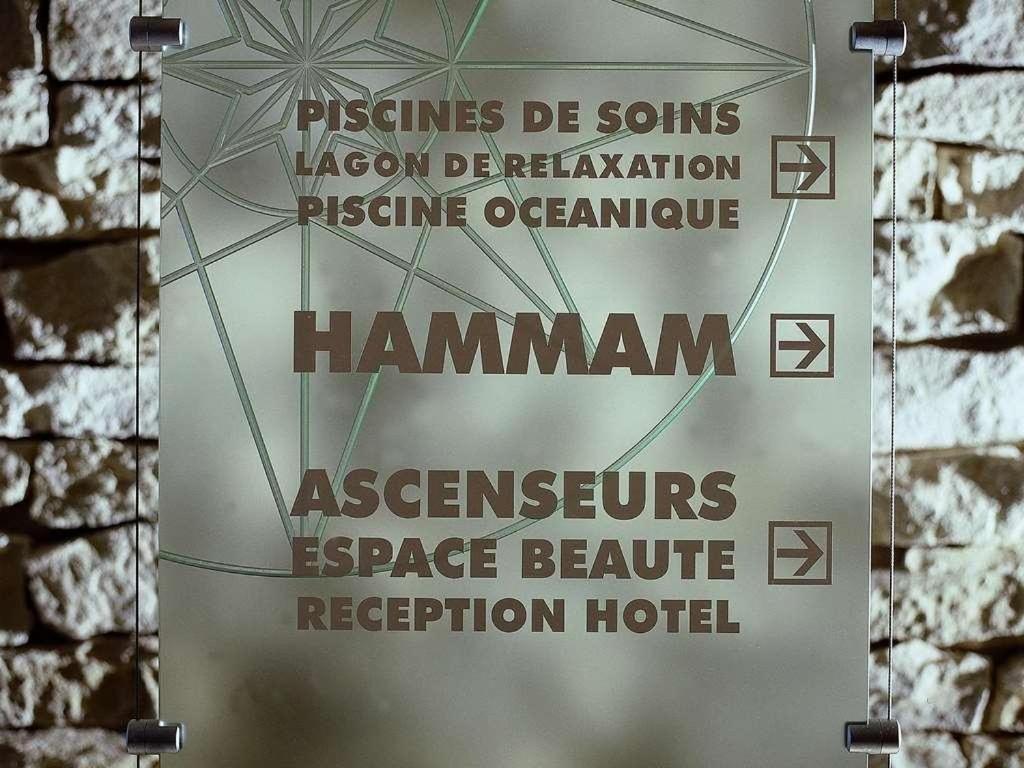 PISCINES DE SOINS
LAGON DE RELAXATION
PISCINE OCEANIQUE
HAMMAM
ASCENSEURS
ESPACE BEAUTE
RECEPTION HOTEL